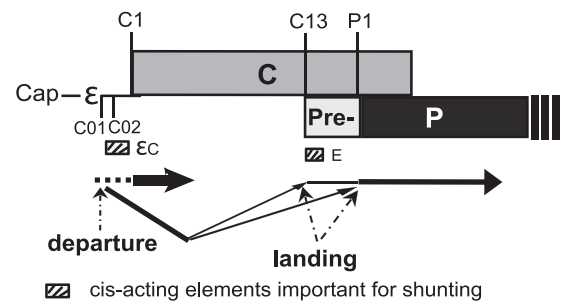 C1 C13 P1
C
Cap ε
C01 C02 Pre- P
εC E
departure
landing
cis-acting elements important for shunting